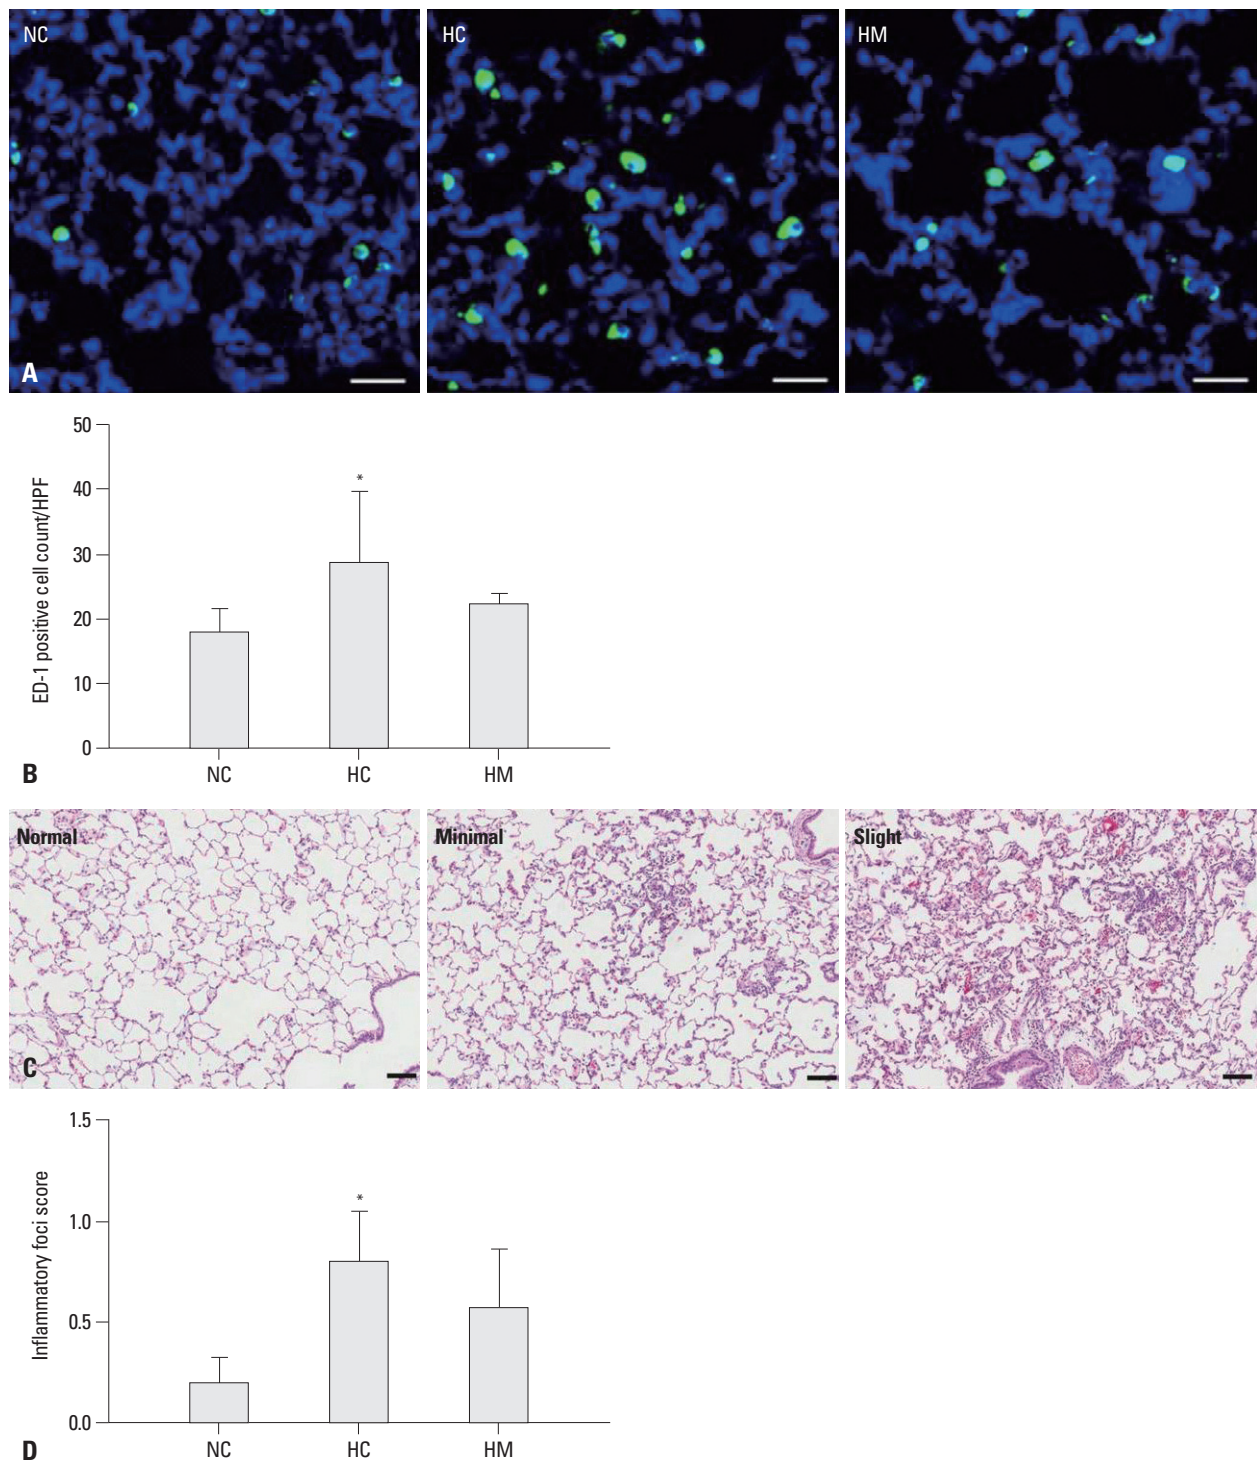 NC
HC
HM
A
50
40
30
20
10
0
ED-1 positive cell count/HPF
*
NC
HC
HM
B
Normal
Minimal
Slight
C
1.5
1.0
0.5
0.0
Inflammatory foci score
*
NC
HC
HM
D